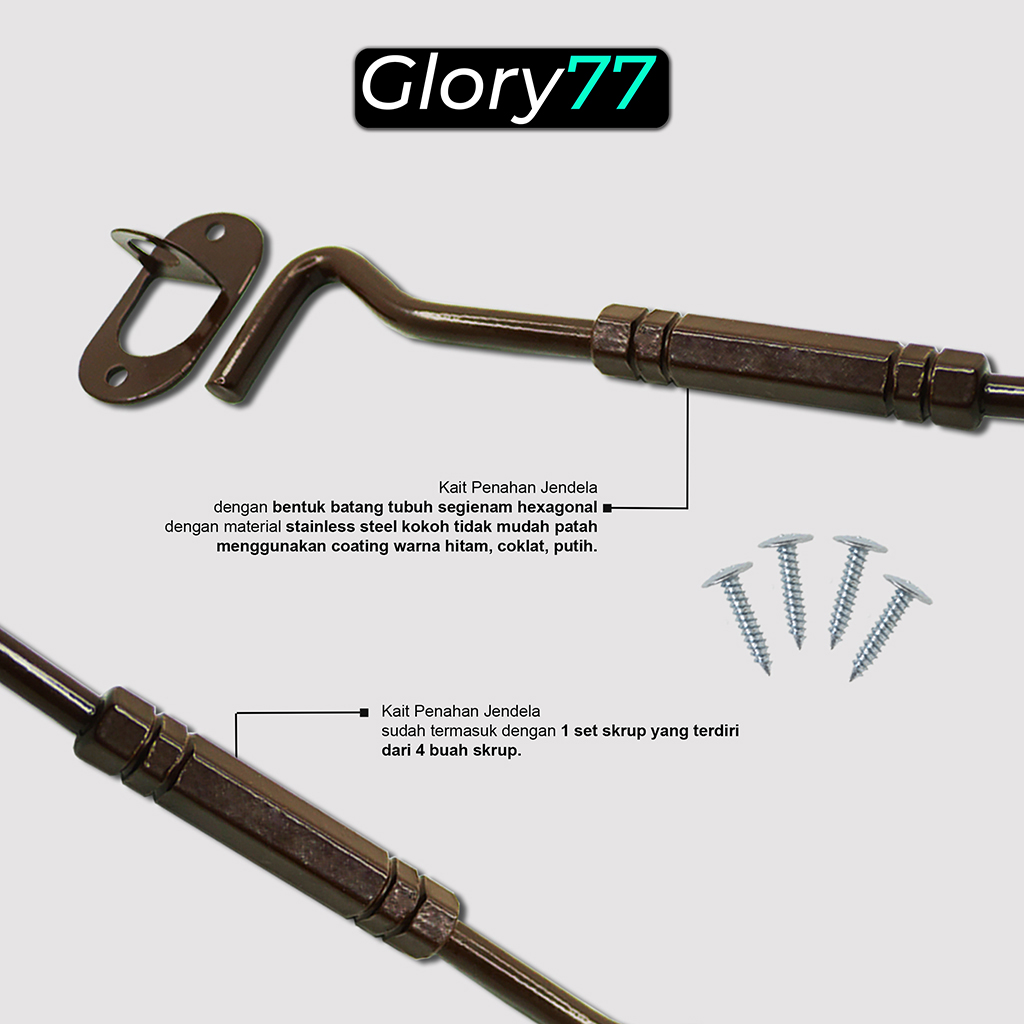 Glory77
Kait Penahan Jendela
dengan bentuk batang tubuh segienam hexagonal
dengan material stainless steel kokoh tidak mudah patah
menggunakan coating warna hitam, coklat, putih.
Kait Penahan Jendela
sudah termasuk dengan 1 set skrup yang terdiri
dari 4 buah skrup.